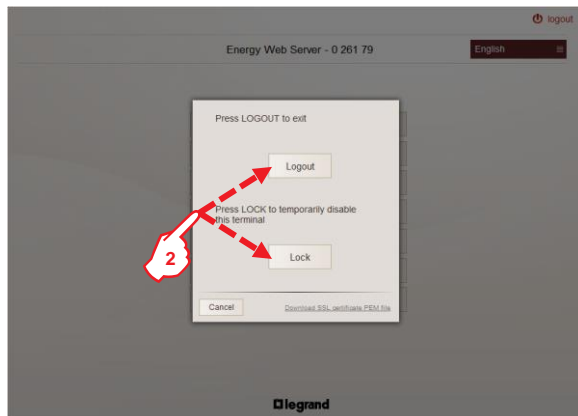 logout
Energy Web Server - 0 261 79
English
Press LOGOUT to exit
Logout
Press LOCK to temporarily disable
this terminal
2
Lock
Cancel
Download SSL certificate PEM file
legrand